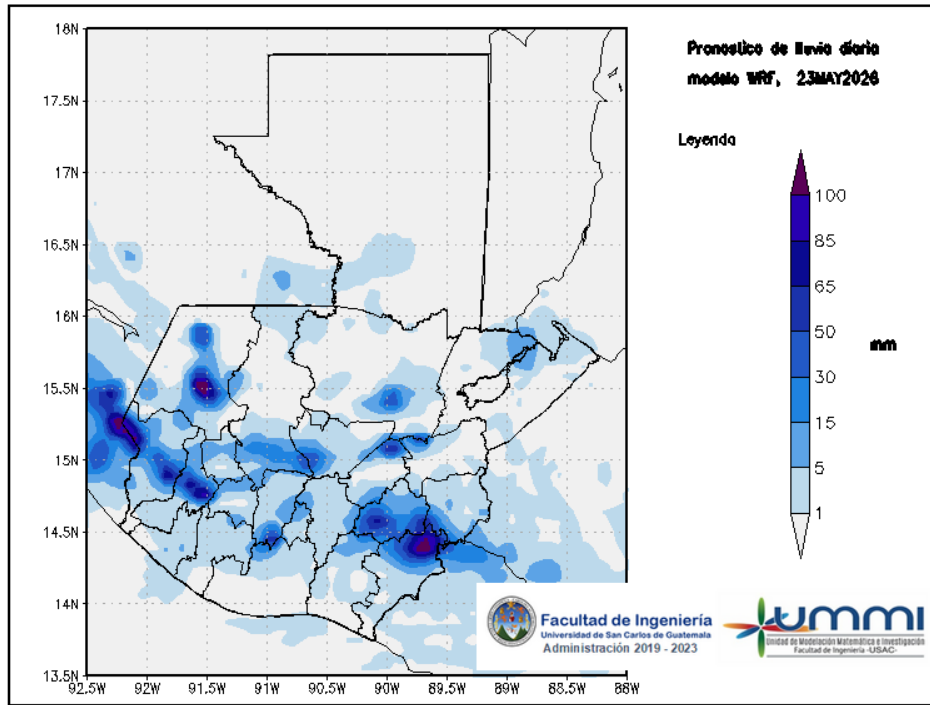 Pronostico de lluvia diaria
modelo WRF, 23MAY2026
Leyenda
100
85
65
50
30
15
5
1
mm
18N
17.5N
17N
16.5N
16N
15.5N
15N
14.5N
14N
13.5N
92.5W
92W
91.5W
91W
90.5W
90W
89.5W
89W
88.5W
88W
Facultad de Ingeniería
Universidad de San Carlos de Guatemala
Administración 2019 - 2023
ummi
Unidad de Modelación Matemática e Investigación
Facultad de Ingeniería -USAC-